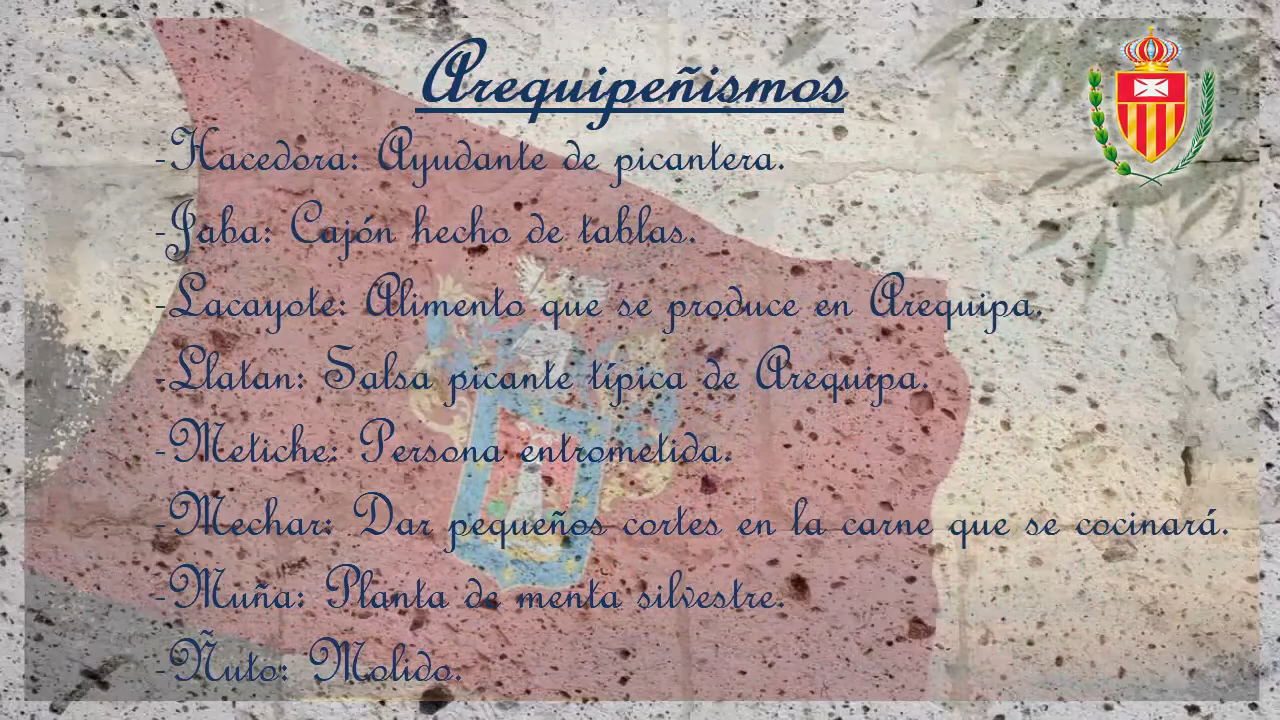 Arequipeñismos
-Hacedora: Ayudante de picantera.
-Jaba: Cajón hecho de tablas.
-Lacayote: Alimento que se produce en Arequipa.
-Llatan: Salsa picante típica de Arequipa.
-Metiche: Persona entrometida.
-Mechar: Dar pequeños cortes en la carne que se cocinará.
-Muña: Planta de menta silvestre.
-Ñuto: Molido.